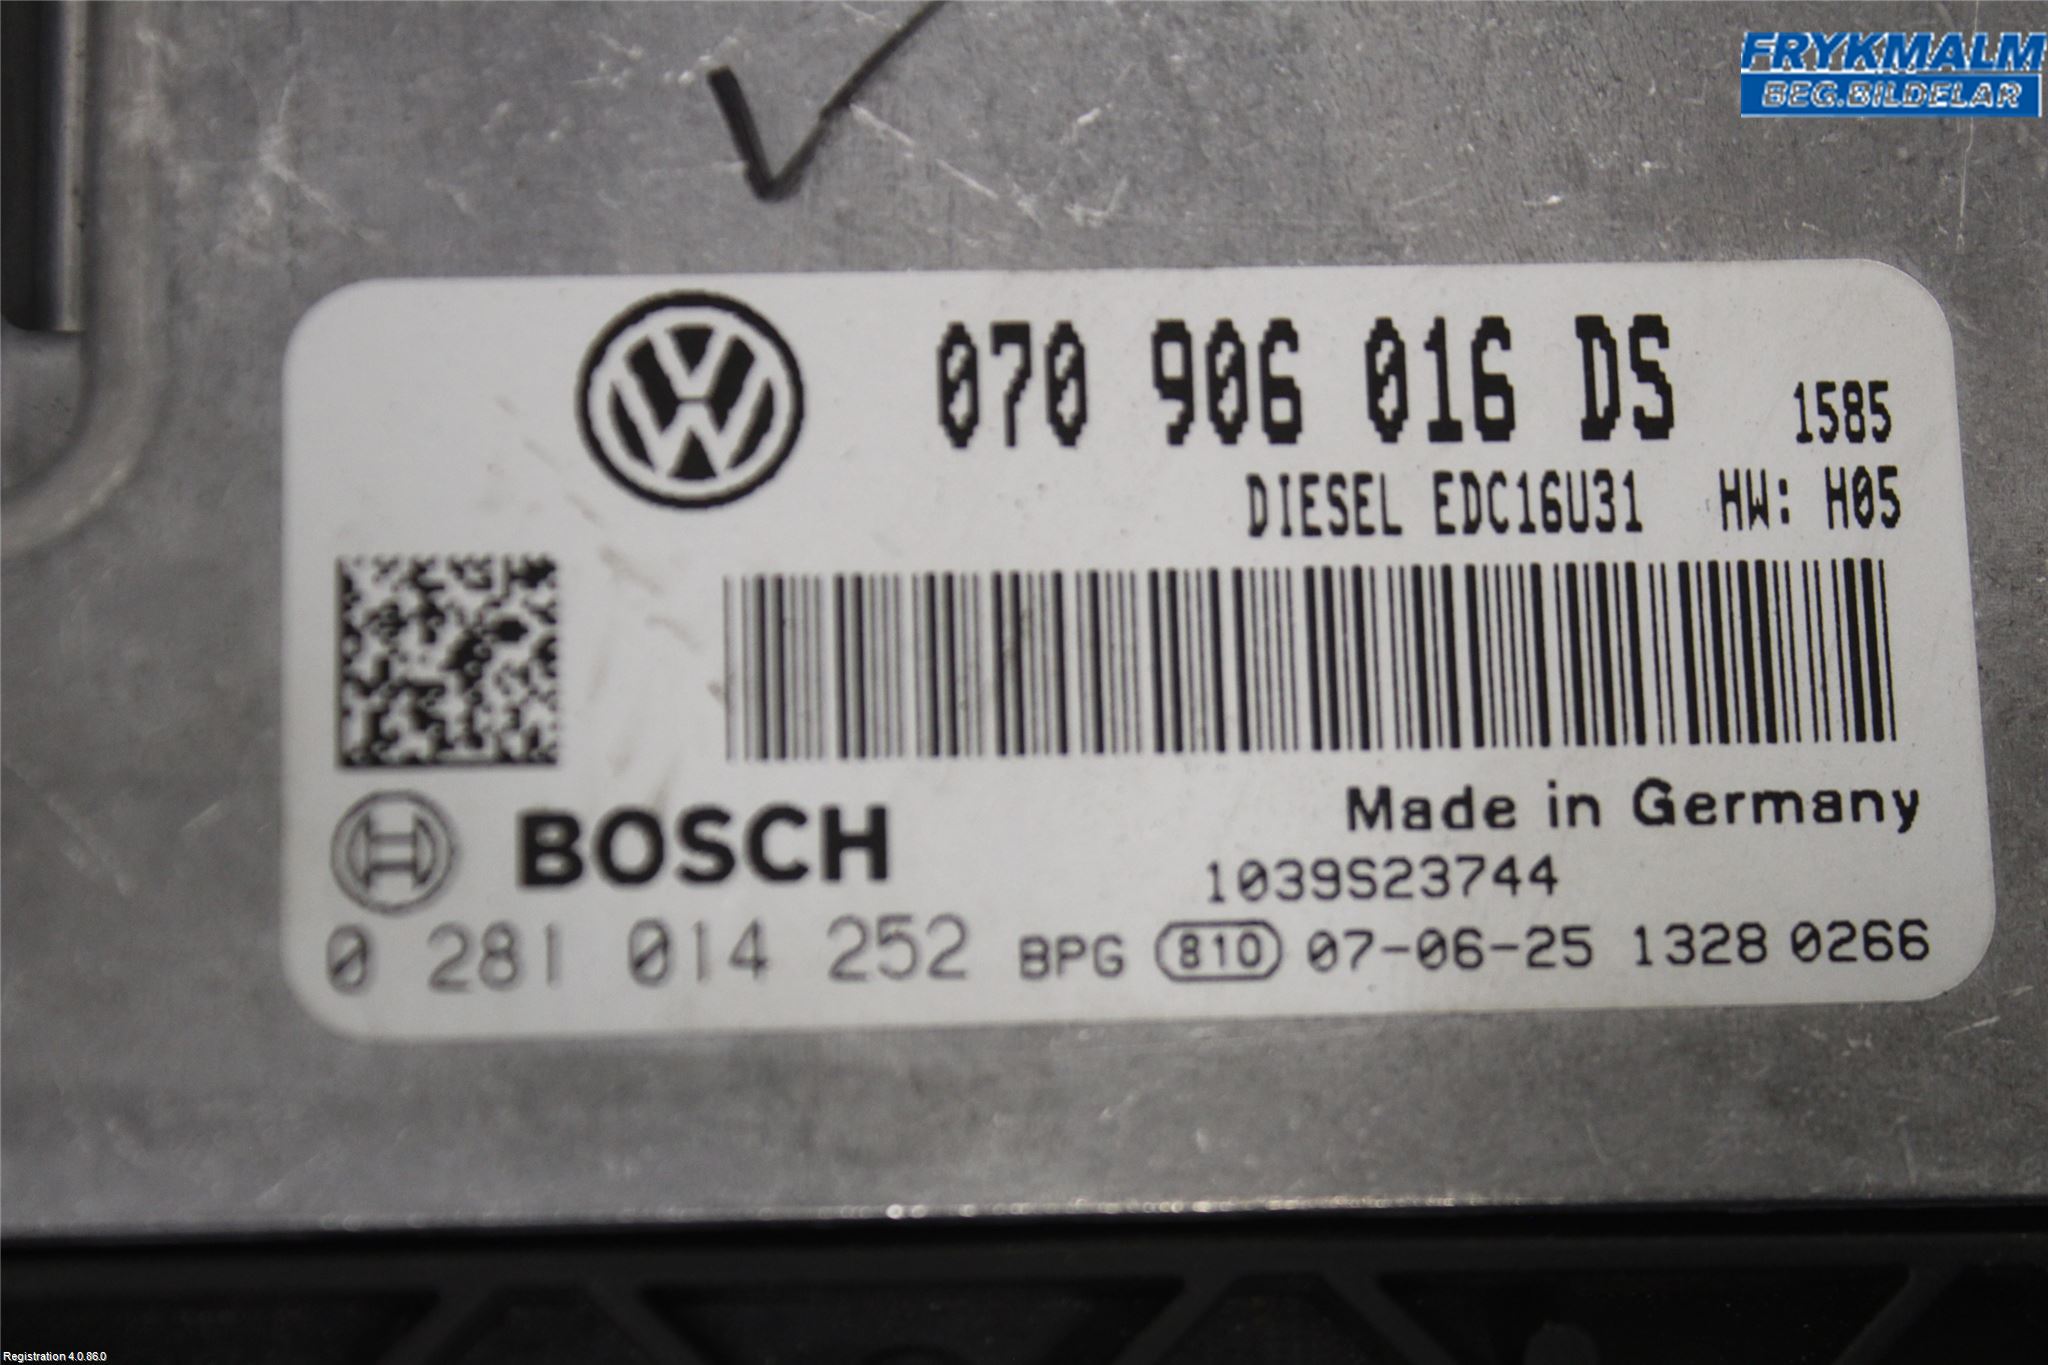 FRYKMALM
BEG.BILDELAR
070 906 016 DS 1585
DIESEL EDC16U31 HW: H05
BOSCH
Made in Germany
1039S23744
0 281 014 252 BPG 810 07-06-25 1328 0266
Registration 4.0.86.0